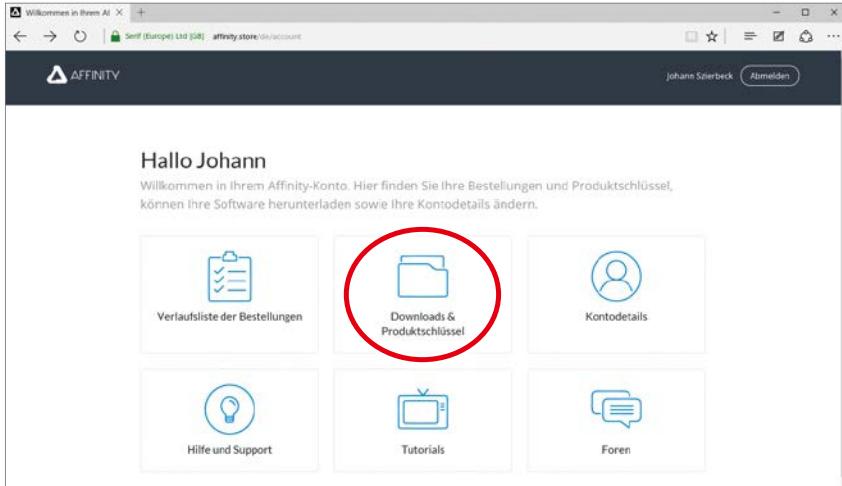 Willkommen in Ihrem Af
Serif (Europe) Ltd [GB] affinity.store/de/account
AFFINITY
Johann Szierbeck Abmelden
Hallo Johann
Willkommen in Ihrem Affinity-Konto. Hier finden Sie Ihre Bestellungen und Produktschlüssel,
können Ihre Software herunterladen sowie Ihre Kontodetails ändern.
Verlaufsliste der Bestellungen
Downloads &
Produktschlüssel
Kontodetails
Hilfe und Support
Tutorials
Foren